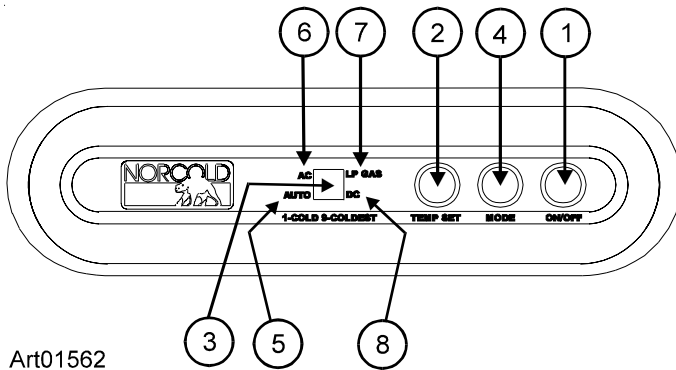 6 7 2 4 1
NORCOLD
AC LP GAS
AUTO DC
1-COLD 9-COLDEST TEMP SET MODE ON/OFF
3 5 8
Art01562